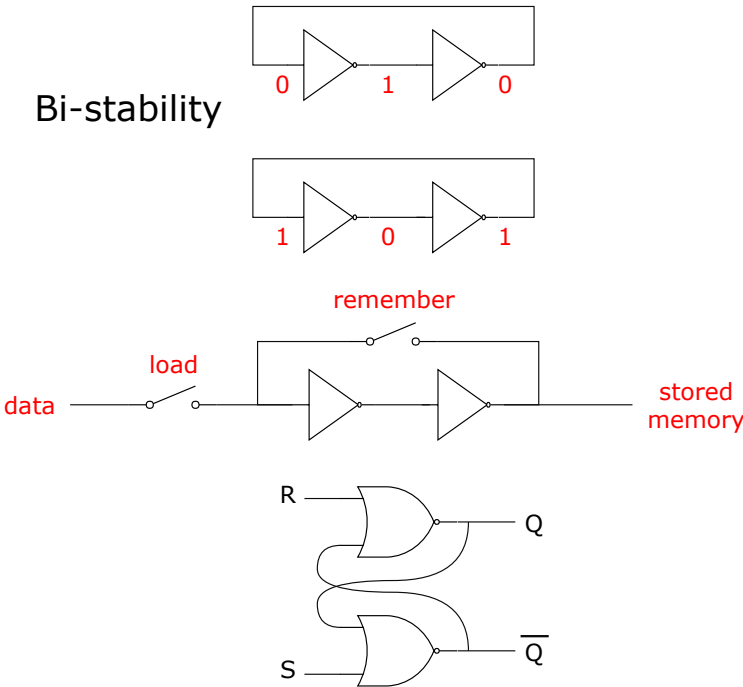 0 1 0
Bi-stability
1 0 1
remember
load
data
stored
memory
R
Q
S
Q̅